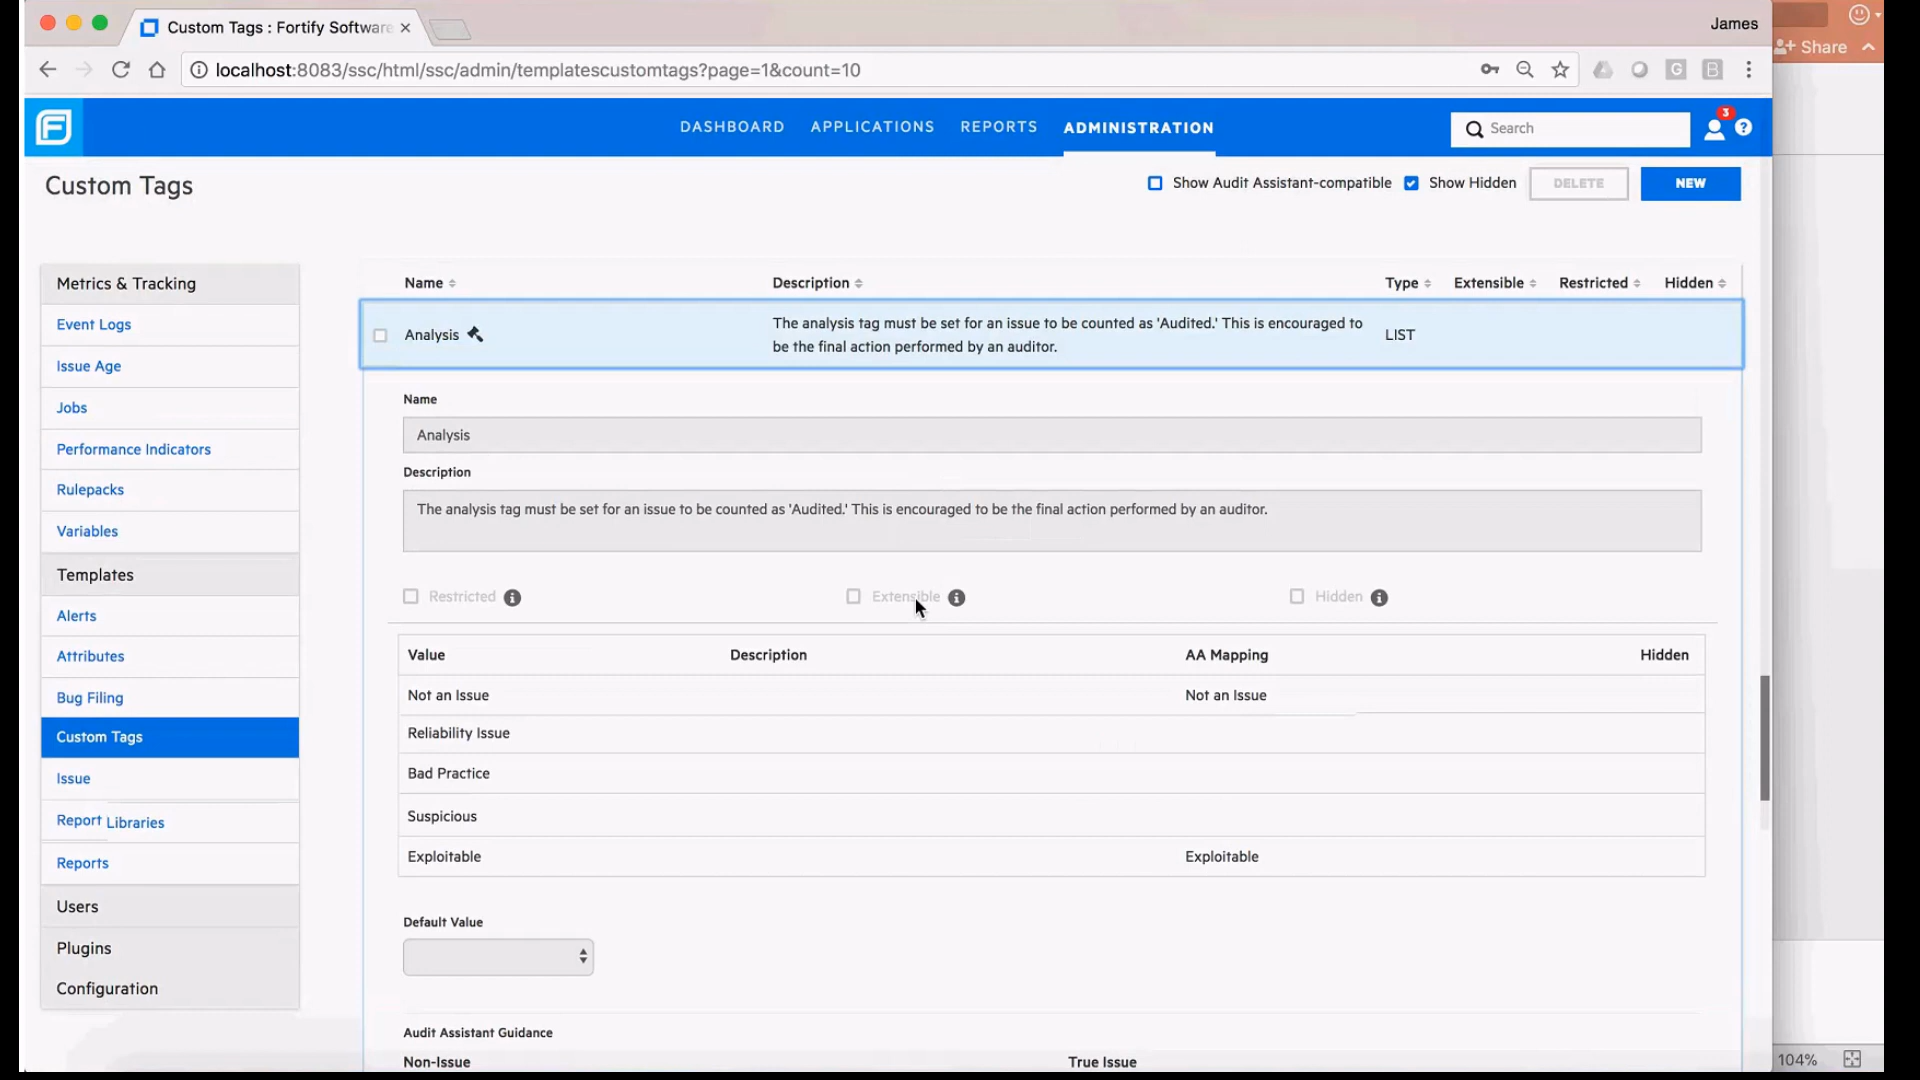 Custom Tags : Fortify Software
James
Share
localhost:8083/ssc/html/ssc/admin/templatescustomtags?page=1&count=10
G
B
F
DASHBOARD
APPLICATIONS
REPORTS
ADMINISTRATION
Search
3
?
Custom Tags
Show Audit Assistant-compatible
Show Hidden
DELETE
NEW
Metrics & Tracking
Event Logs
Issue Age
Jobs
Performance Indicators
Rulepacks
Variables
Templates
Alerts
Attributes
Bug Filing
Custom Tags
Issue
Report Libraries
Reports
Users
Plugins
Configuration
Name Description Type Extensible Restricted Hidden
Analysis
The analysis tag must be set for an issue to be counted as 'Audited.' This is encouraged to
be the final action performed by an auditor.
LIST
Name
Analysis
Description
The analysis tag must be set for an issue to be counted as 'Audited.' This is encouraged to be the final action performed by an auditor.
Restricted
Extensible
Hidden
Value Description AA Mapping Hidden
Not an Issue Not an Issue
Reliability Issue
Bad Practice
Suspicious
Exploitable Exploitable
Default Value
Audit Assistant Guidance
Non-Issue True Issue
104%